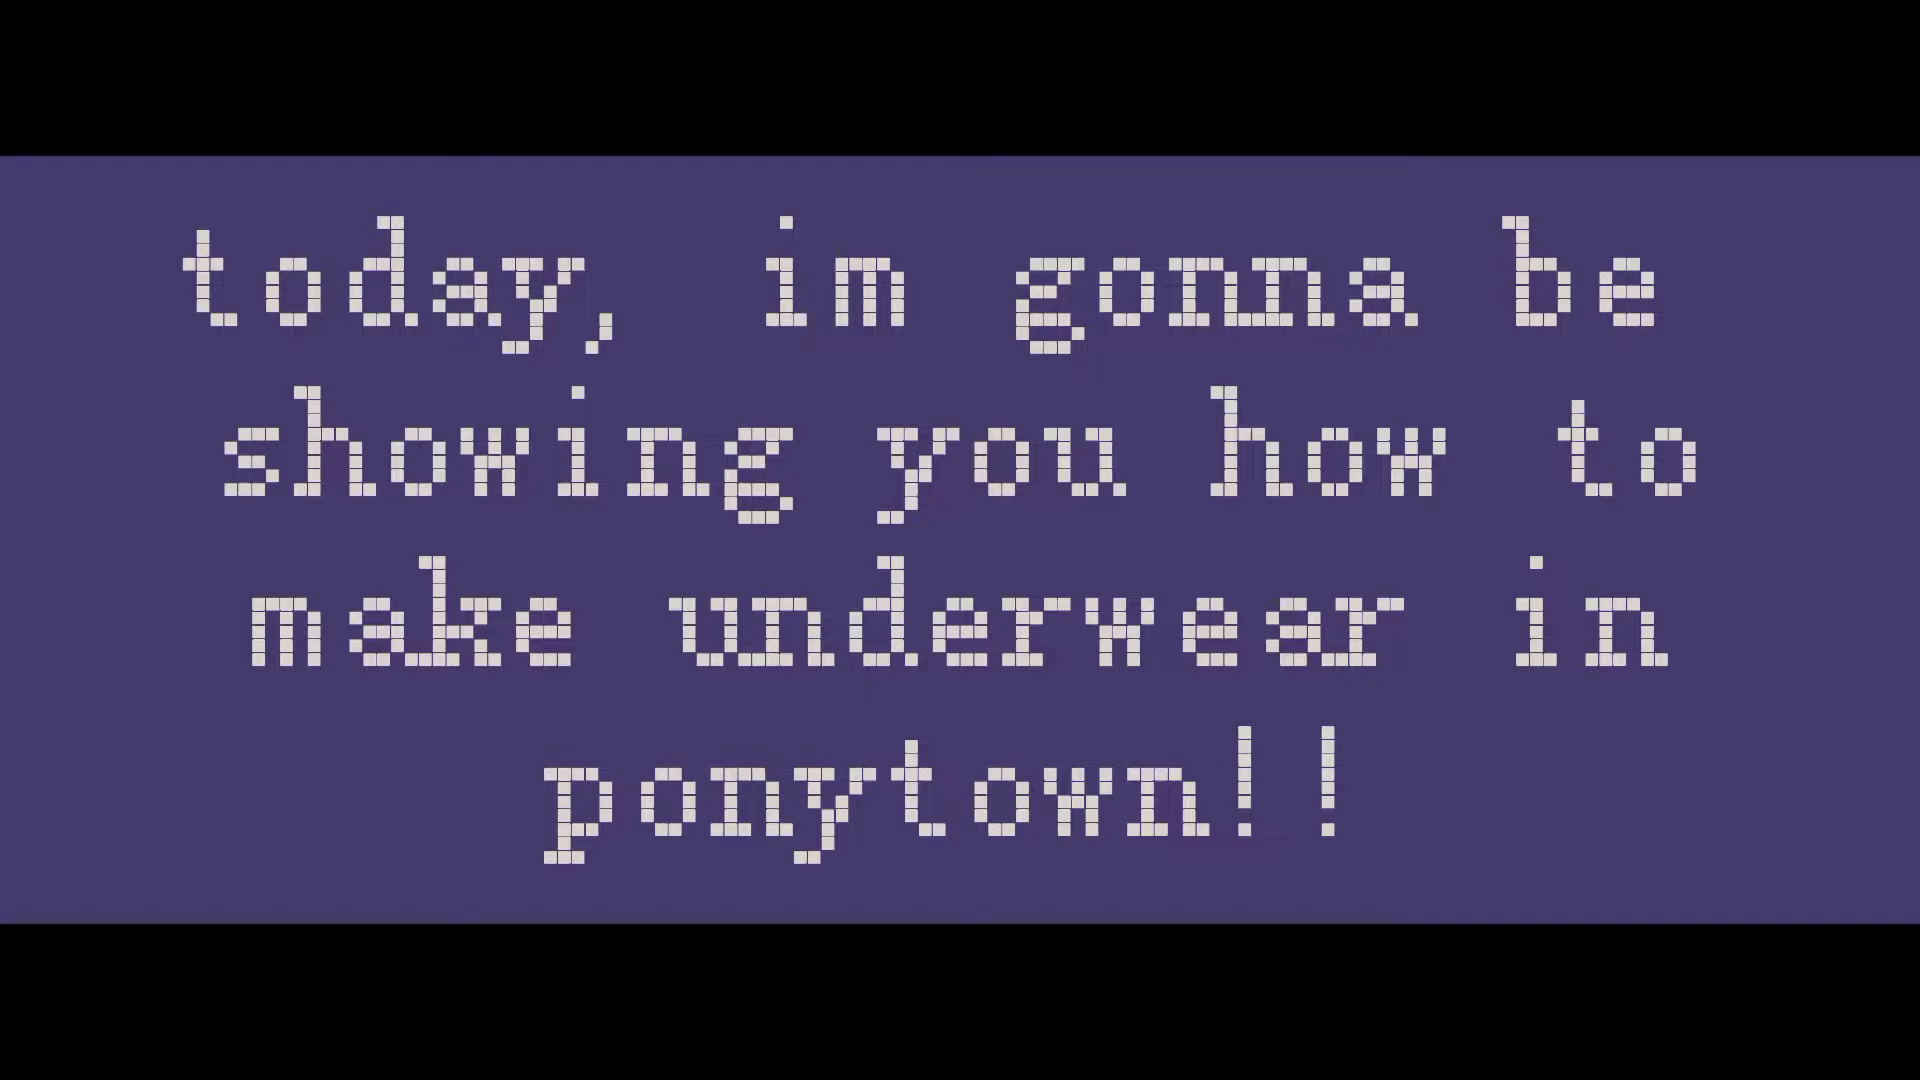 today, im gonna be
showing you how to
make underwear in
ponytown!!